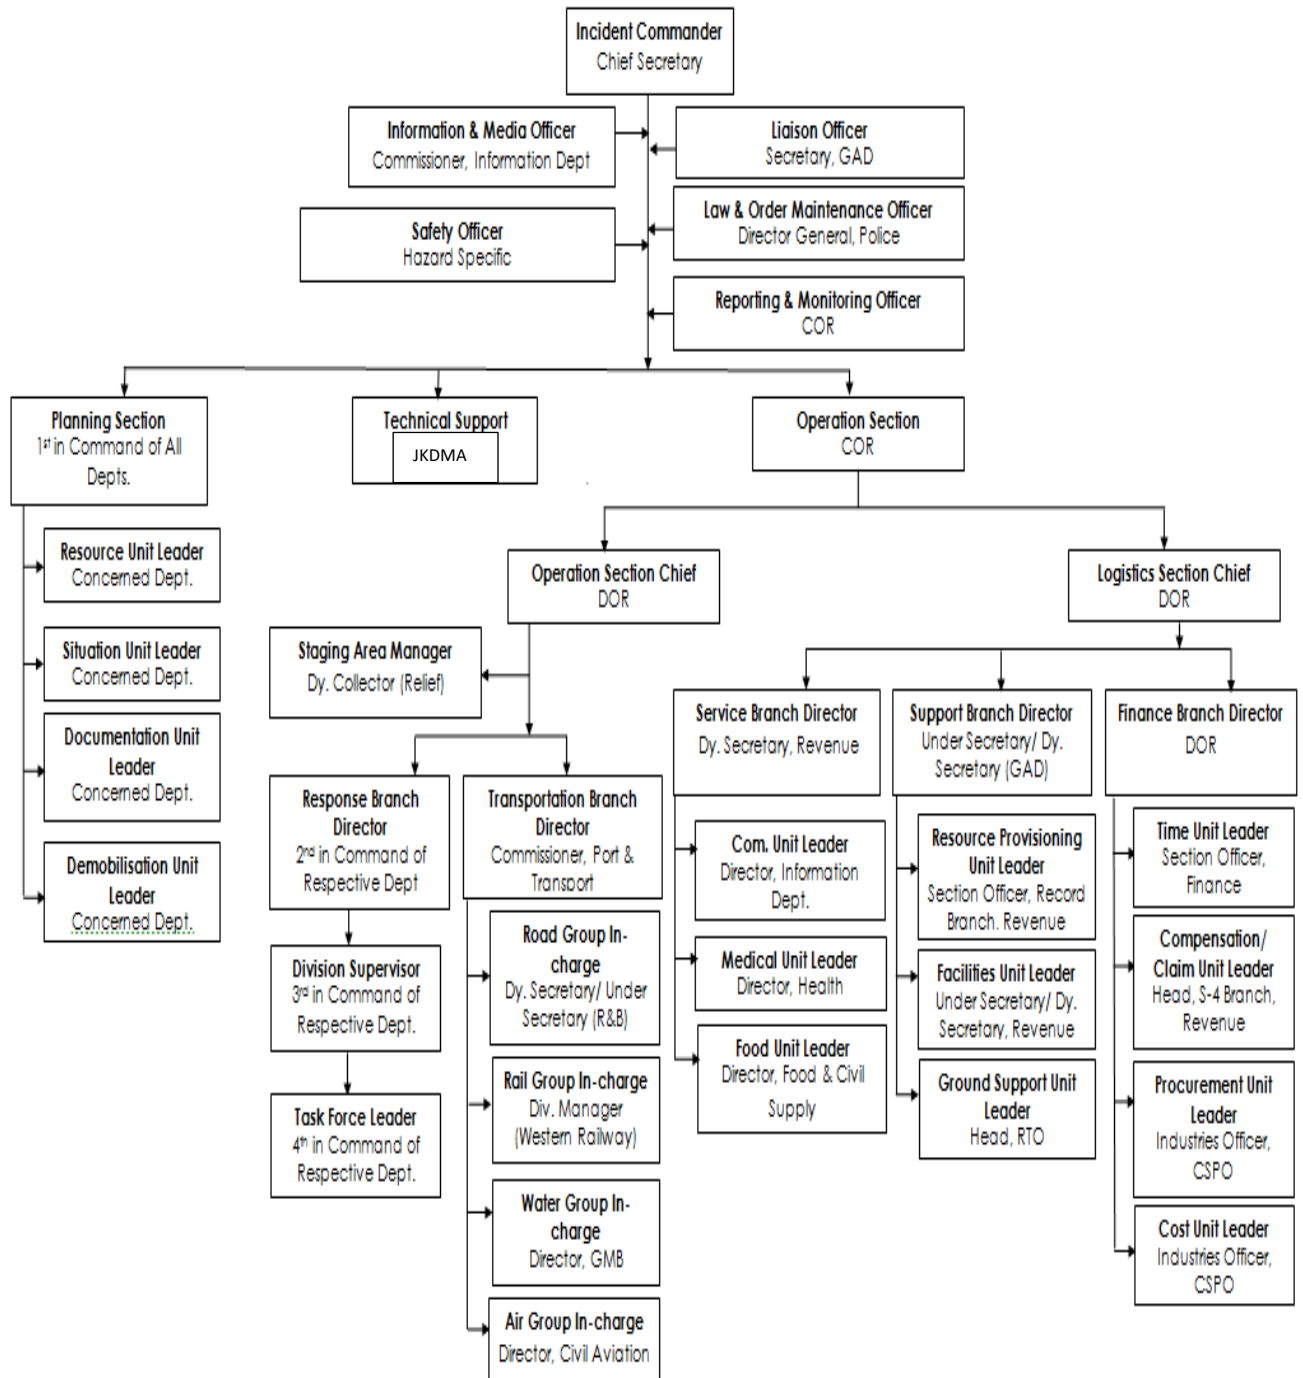 Incident Commander
Chief Secretary
Information & Media Officer
Commissioner, Information Dept
Liaison Officer
Secretary, GAD
Law & Order Maintenance Officer
Director General, Police
Safety Officer
Hazard Specific
Reporting & Monitoring Officer
COR
Planning Section
1st in Command of All
Depts.
Technical Support
JKDMA
Operation Section
COR
Resource Unit Leader
Concerned Dept.
Situation Unit Leader
Concerned Dept.
Documentation Unit
Leader
Concerned Dept.
Demobilisation Unit
Leader
Concerned Dept.
Operation Section Chief
DOR
Logistics Section Chief
DOR
Staging Area Manager
Dy. Collector (Relief)
Response Branch
Director
2nd in Command of
Respective Dept
Division Supervisor
3rd in Command of
Respective Dept.
Task Force Leader
4th in Command of
Respective Dept.
Transportation Branch
Director
Commissioner, Port &
Transport
Road Group In-
charge
Dy. Secretary/ Under
Secretary (R&B)
Rail Group In-charge
Div. Manager
(Western Railway)
Water Group In-
charge
Director, GMB
Air Group In-charge
Director, Civil Aviation
Service Branch Director
Dy. Secretary, Revenue
Com. Unit Leader
Director, Information
Dept.
Medical Unit Leader
Director, Health
Food Unit Leader
Director, Food & Civil
Supply
Support Branch Director
Under Secretary/ Dy.
Secretary (GAD)
Resource Provisioning
Unit Leader
Section Officer, Record
Branch. Revenue
Facilities Unit Leader
Under Secretary/ Dy.
Secretary, Revenue
Ground Support Unit
Leader
Head, RTO
Finance Branch Director
DOR
Time Unit Leader
Section Officer,
Finance
Compensation/
Claim Unit Leader
Head, S-4 Branch,
Revenue
Procurement Unit
Leader
Industries Officer,
CSPO
Cost Unit Leader
Industries Officer,
CSPO